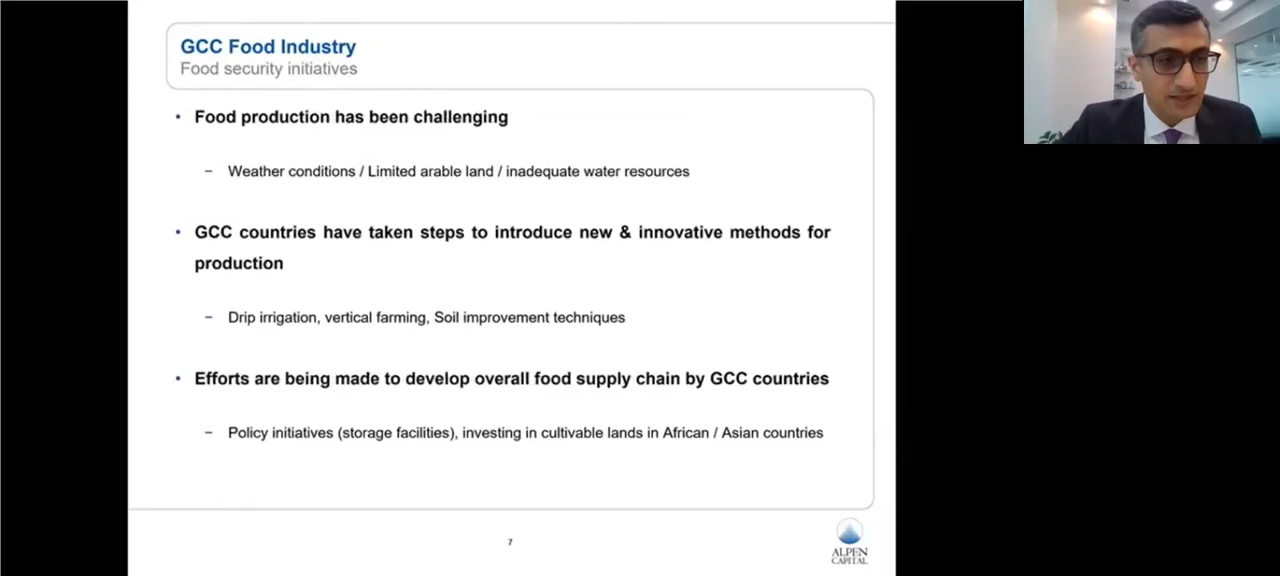 GCC Food Industry
Food security initiatives
• Food production has been challenging
– Weather conditions / Limited arable land / inadequate water resources
• GCC countries have taken steps to introduce new & innovative methods for
production
– Drip irrigation, vertical farming, Soil improvement techniques
• Efforts are being made to develop overall food supply chain by GCC countries
– Policy initiatives (storage facilities), investing in cultivable lands in African / Asian countries
7
ALPEN
CAPITAL